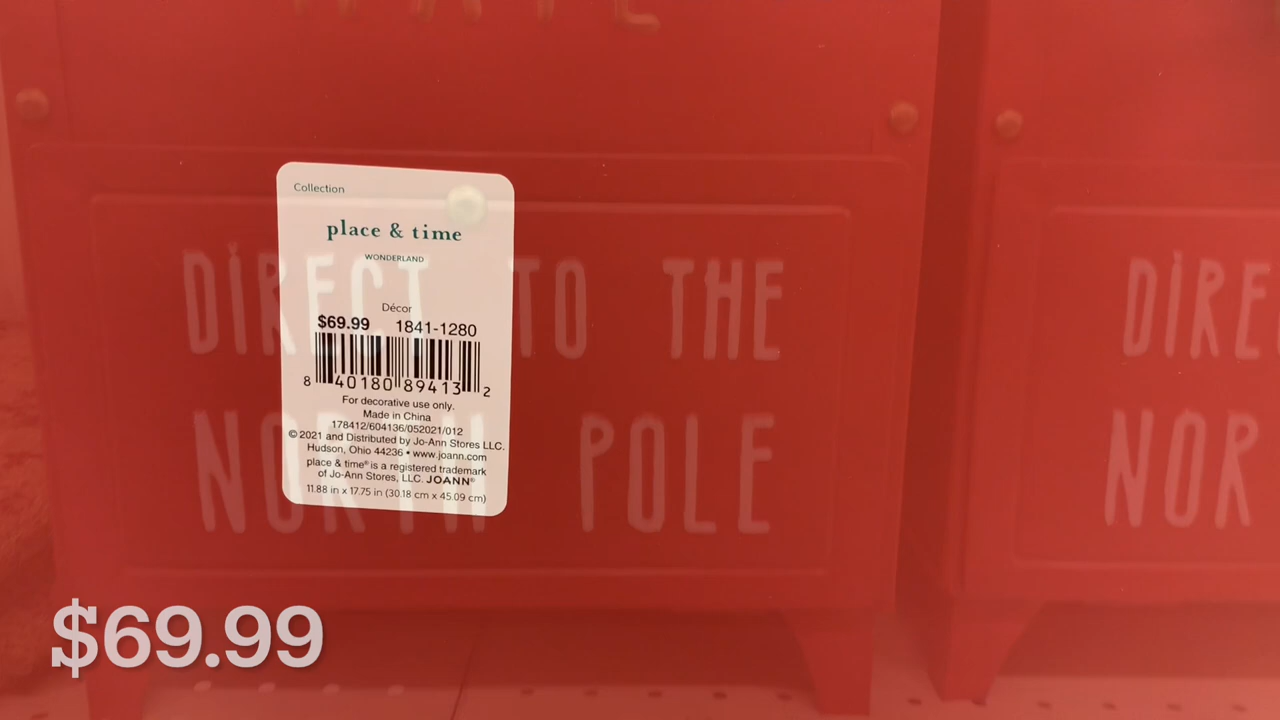 Collection
place & time
WONDERLAND
DIRECT TO THE
DIRE
Décor
$69.99 1841-1280
8 40180 89413 2
For decorative use only.
Made in China
178412/604136/052021/012
© 2021 and Distributed by Jo-Ann Stores LLC.
Hudson, Ohio 44236 • www.joann.com
place & time® is a registered trademark
of Jo-Ann Stores, LLC. JOANN®
11.88 in x 17.75 in (30.18 cm x 45.09 cm)
NORTH POLE
NOR
$69.99